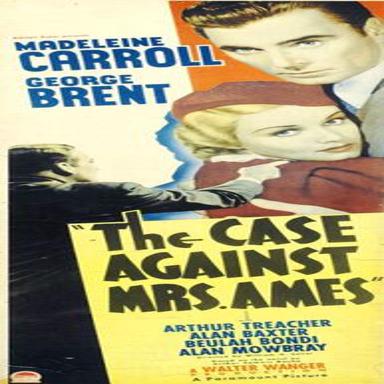 MADELEINE
CARROLL
GEORGE
BRENT
"The CASE
AGAINST
MRS. AMES"
ARTHUR TREACHER
ALAN BAXTER
BEULAH BONDI
ALAN MOWBRAY
A WALTER WANGER
PRODUCTION
A Paramount Picture